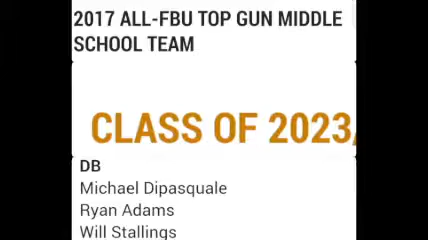 2017 ALL-FBU TOP GUN MIDDLE
SCHOOL TEAM
CLASS OF 2023/
DB
Michael Dipasquale
Ryan Adams
Will Stallings